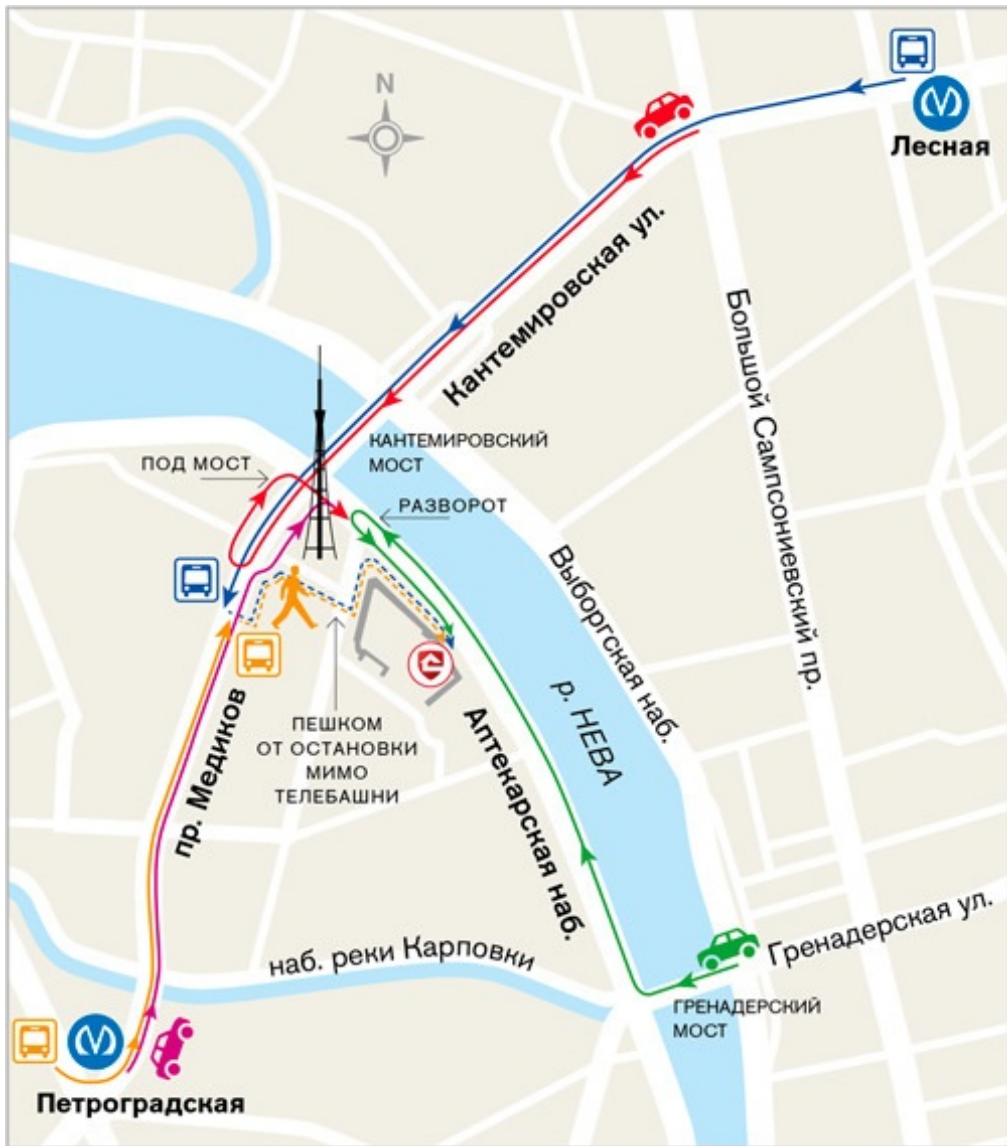 N
Лесная
Кантемировская ул.
Большой Сампсониевский пр.
КАНТЕМИРОВСКИЙ
МОСТ
ПОД МОСТ
РАЗВОРОТ
Выборгская наб.
р. НЕВА
ПЕШКОМ
ОТ ОСТАНОВКИ
МИМО
ТЕЛЕБАШНИ
пр. Медиков
Аптекарская наб.
наб. реки Карповки
Гренадерская ул.
ГРЕНАДЕРСКИЙ
МОСТ
Петроградская